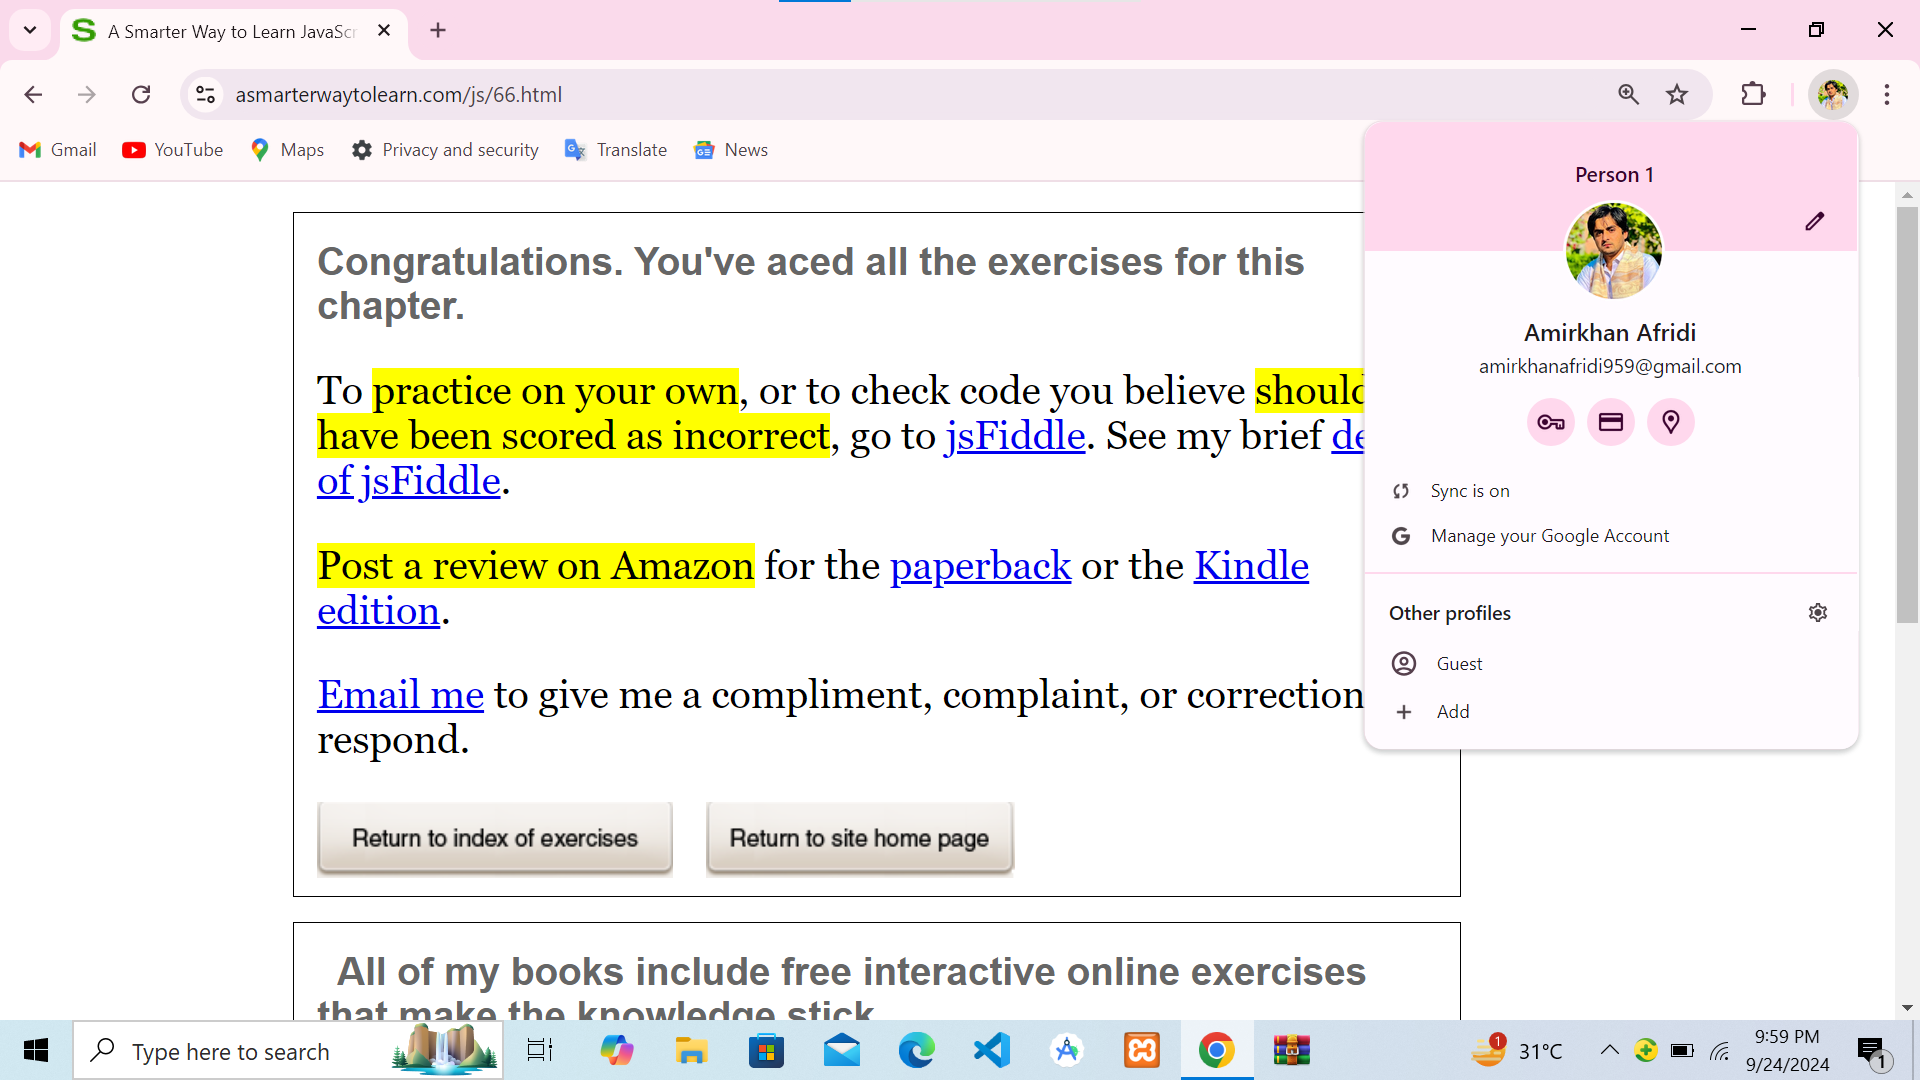 A Smarter Way to Learn JavaScr
asmarterwaytolearn.com/js/66.html
Gmail YouTube Maps Privacy and security Translate News
Congratulations. You've aced all the exercises for this
chapter.
To practice on your own, or to check code you believe should
have been scored as incorrect, go to jsFiddle. See my brief de
of jsFiddle.
Post a review on Amazon for the paperback or the Kindle
edition.
Email me to give me a compliment, complaint, or correction
respond.
Return to index of exercises Return to site home page
All of my books include free interactive online exercises
that make the knowledge stick
Person 1
Amirkhan Afridi
amirkhanafridi959@gmail.com
Sync is on
Manage your Google Account
Other profiles
Guest
Add
Type here to search
1
31°C
9:59 PM
9/24/2024
1